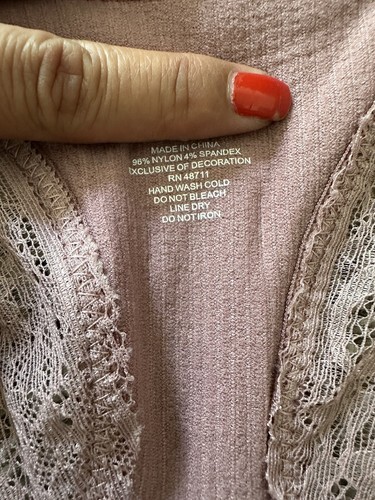 MADE IN CHINA
96% NYLON 4% SPANDEX
EXCLUSIVE OF DECORATION
RN 48711
HAND WASH COLD
DO NOT BLEACH
LINE DRY
DO NOT IRON